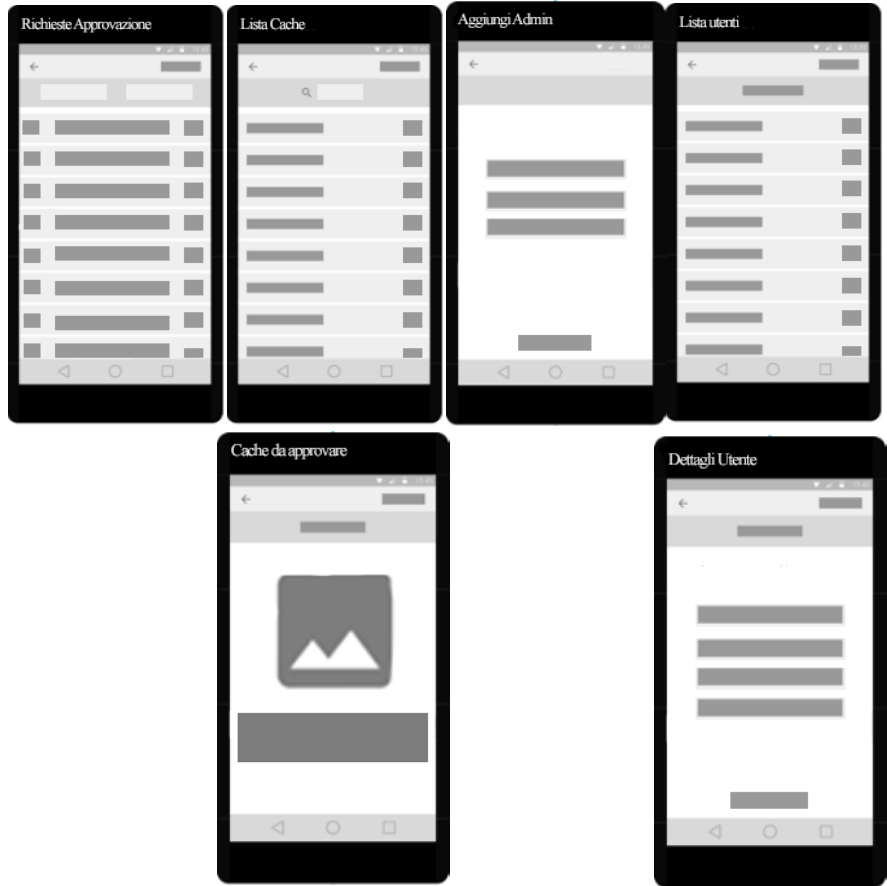 Richieste Approvazione
Lista Cache
Aggiungi Admin
Lista utenti
Cache da approvare
Dettagli Utente